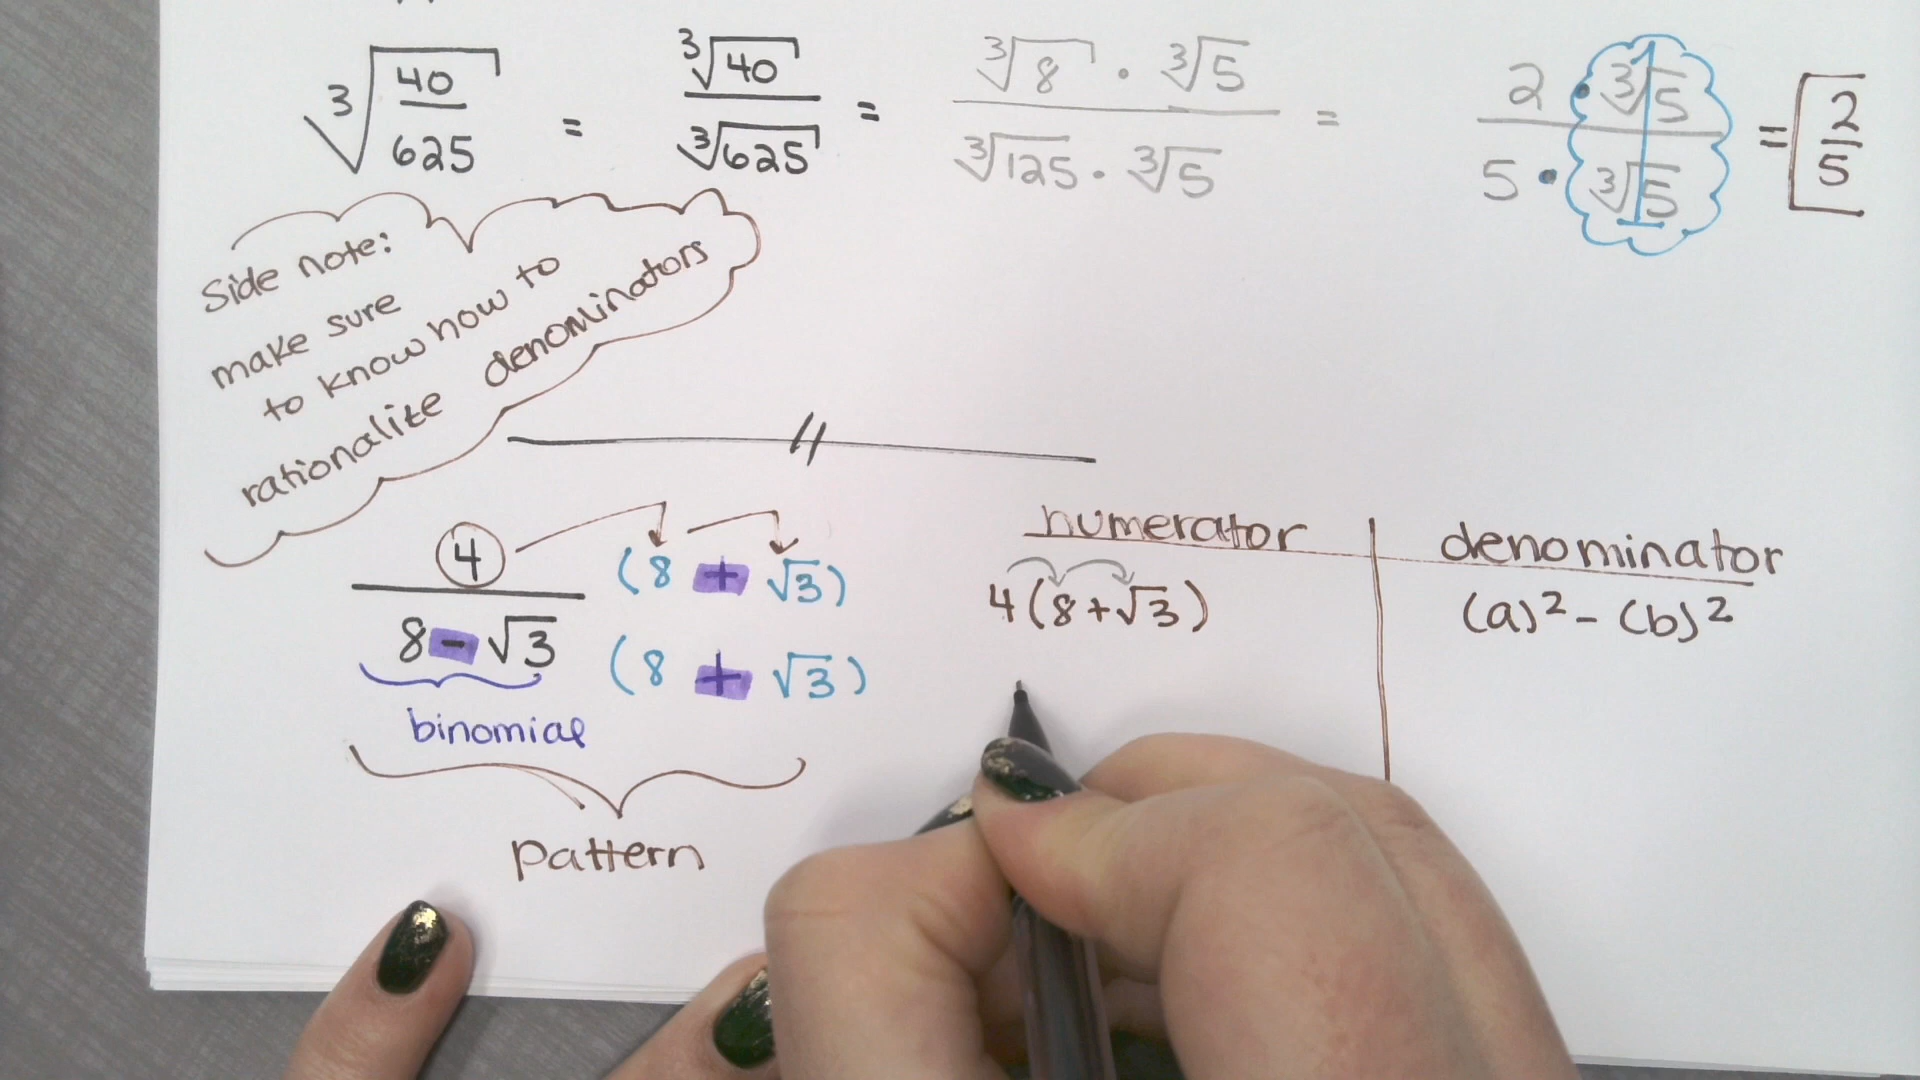 ∛(40/625) = ∛40/∛625 = (∛8 · ∛5)/(∛125 · ∛5) = (2 · ∛5)/(5 · ∛5) = 2/5
1
Side note:
make sure
to know how to
rationalize denominators
4 (8 + √3)
8 - √3 (8 + √3)
binomial
pattern
numerator
4(8+√3)
denominator
(a)² - (b)²